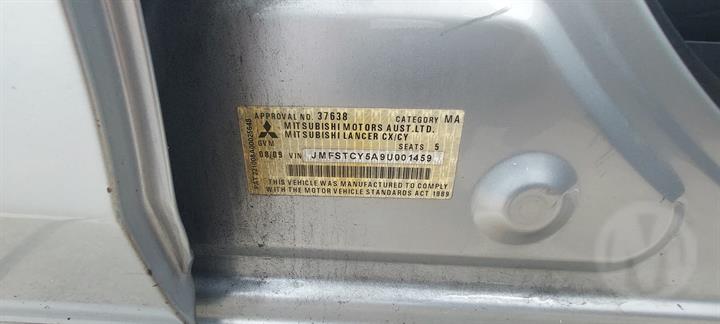 APPROVAL NO. 37638 CATEGORY MA
MITSUBISHI MOTORS AUST.LTD.
MITSUBISHI LANCER CX/CY
GVM SEATS 5
08/09 VIN JMFSTCY5A9U001459
THIS VEHICLE WAS MANUFACTURED TO COMPLY
WITH THE MOTOR VEHICLE STANDARDS ACT 1989